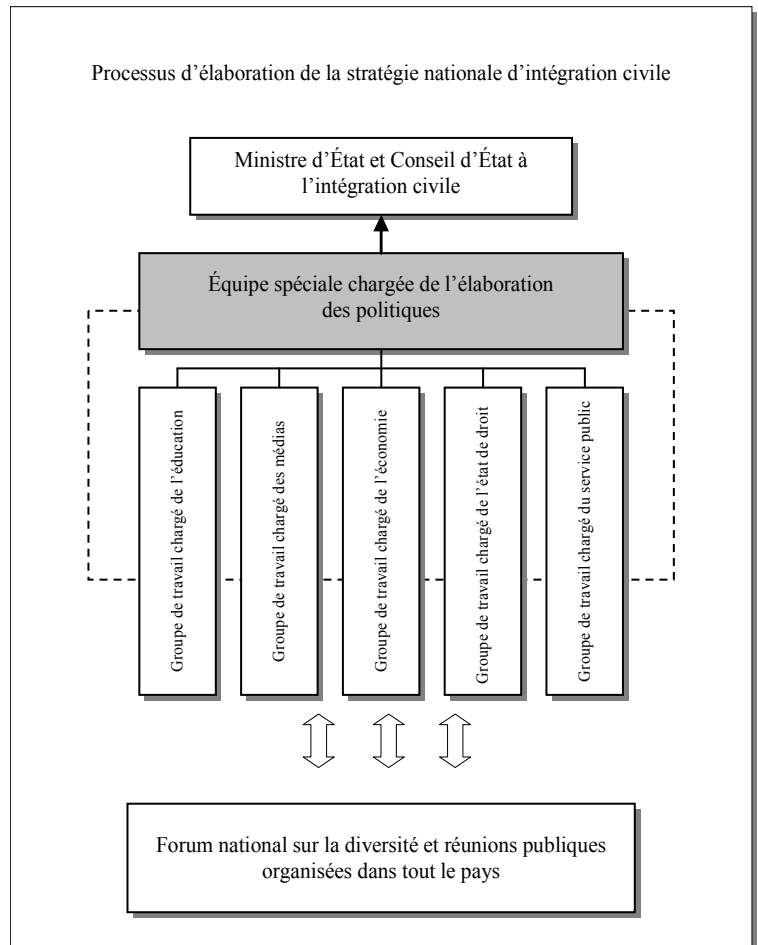 Processus d’élaboration de la stratégie nationale d’intégration civile
Ministre d’État et Conseil d’État à
l’intégration civile
Équipe spéciale chargée de l’élaboration
des politiques
Groupe de travail chargé de l’éducation
Groupe de travail chargé des médias
Groupe de travail chargé de l’économie
Groupe de travail chargé de l’état de droit
Groupe de travail chargé du service public
Forum national sur la diversité et réunions publiques
organisées dans tout le pays